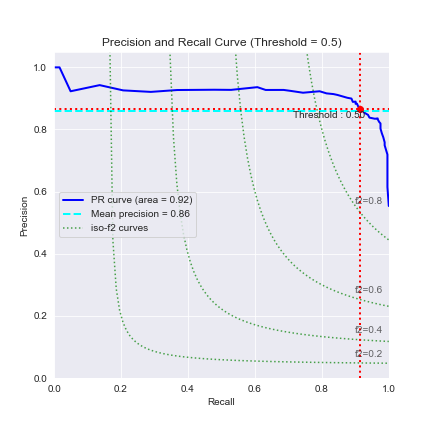 Precision and Recall Curve (Threshold = 0.5)
1.0
0.8
0.6
0.4
0.2
0.0
Precision
Threshold : 0.50
PR curve (area = 0.92)
Mean precision = 0.86
iso-f2 curves
f2=0.8
f2=0.6
f2=0.4
f2=0.2
0.0 0.2 0.4 0.6 0.8 1.0
Recall